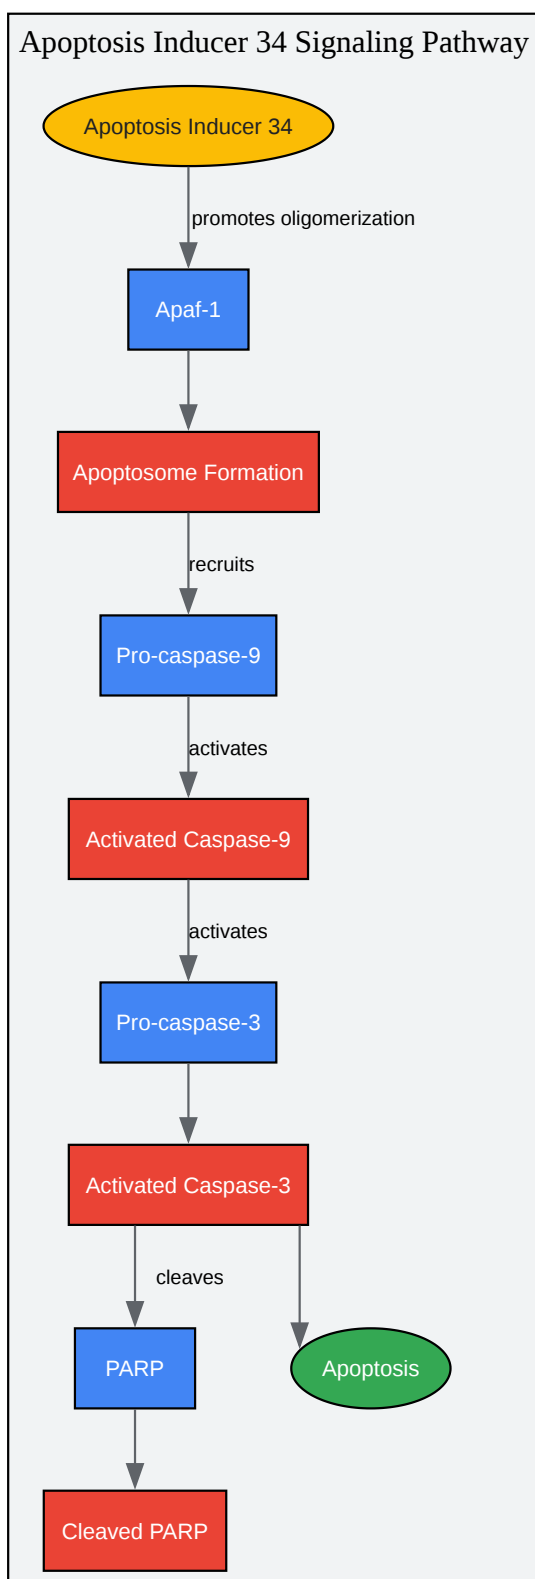 Apoptosis Inducer 34 Signaling Pathway
Apoptosis Inducer 34
promotes oligomerization
Apaf-1
Apoptosome Formation
recruits
Pro-caspase-9
activates
Activated Caspase-9
activates
Pro-caspase-3
Activated Caspase-3
cleaves
PARP
Apoptosis
Cleaved PARP